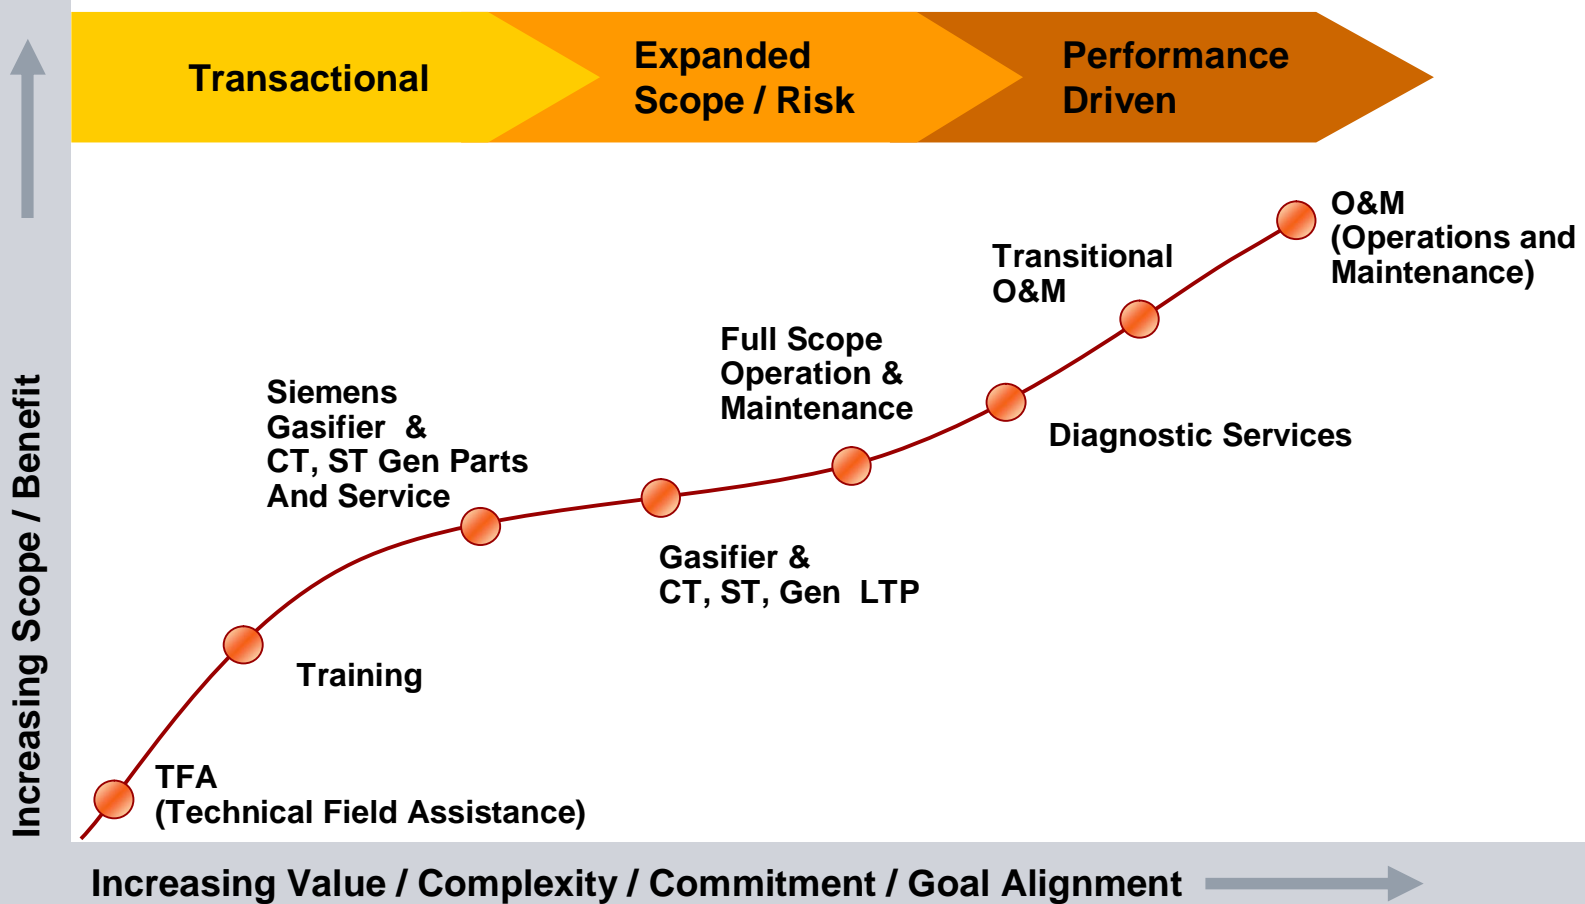 Transactional
Expanded
Scope / Risk
Performance
Driven
O&M
(Operations and
Maintenance)
Transitional
O&M
Full Scope
Operation &
Maintenance
Diagnostic Services
Siemens
Gasifier &
CT, ST Gen Parts
And Service
Gasifier &
CT, ST, Gen LTP
Training
TFA
(Technical Field Assistance)
Increasing Scope / Benefit
Increasing Value / Complexity / Commitment / Goal Alignment